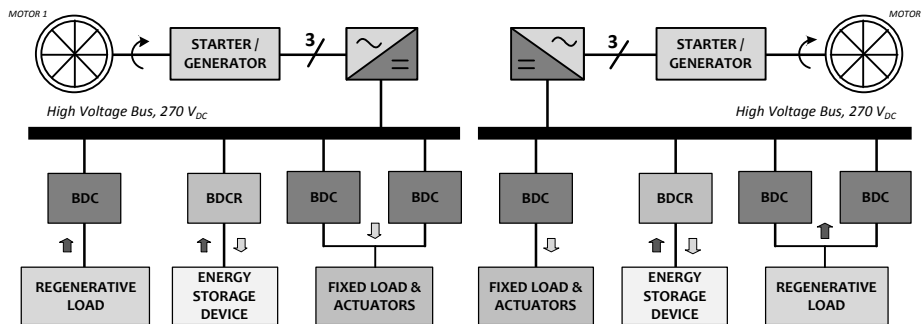 MOTOR 1
STARTER /
GENERATOR
3
High Voltage Bus, 270 VDC
BDC
BDCR
BDC
BDC
REGENERATIVE
LOAD
ENERGY
STORAGE
DEVICE
FIXED LOAD &
ACTUATORS
MOTOR
3
STARTER /
GENERATOR
High Voltage Bus, 270 VDC
BDC
BDCR
BDC
BDC
FIXED LOAD &
ACTUATORS
ENERGY
STORAGE
DEVICE
REGENERATIVE
LOAD